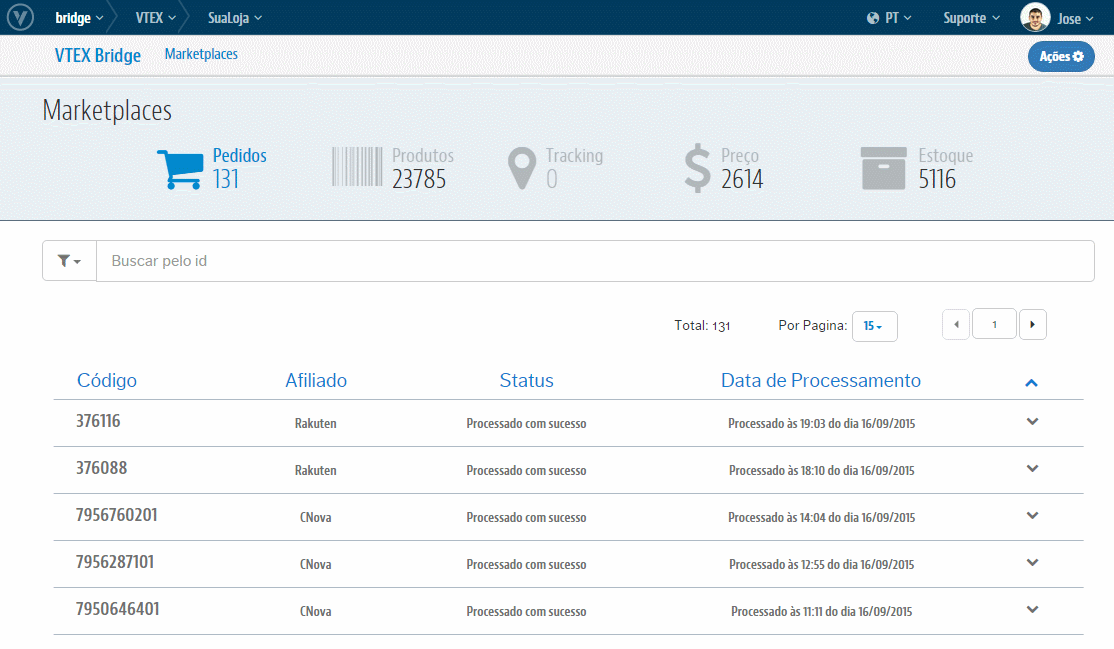 bridge VTEX SuaLoja PT Suporte Jose
VTEX Bridge Marketplaces Ações
Marketplaces
Pedidos Produtos Tracking Preço Estoque
131 23785 0 2614 5116
Buscar pelo id
Total: 131 Por Pagina: 15 1
Código Afiliado Status Data de Processamento
376116 Rakuten Processado com sucesso Processado às 19:03 do dia 16/09/2015
376088 Rakuten Processado com sucesso Processado às 18:10 do dia 16/09/2015
7956760201 CNova Processado com sucesso Processado às 14:04 do dia 16/09/2015
7956287101 CNova Processado com sucesso Processado às 12:55 do dia 16/09/2015
7950646401 CNova Processado com sucesso Processado às 11:11 do dia 16/09/2015